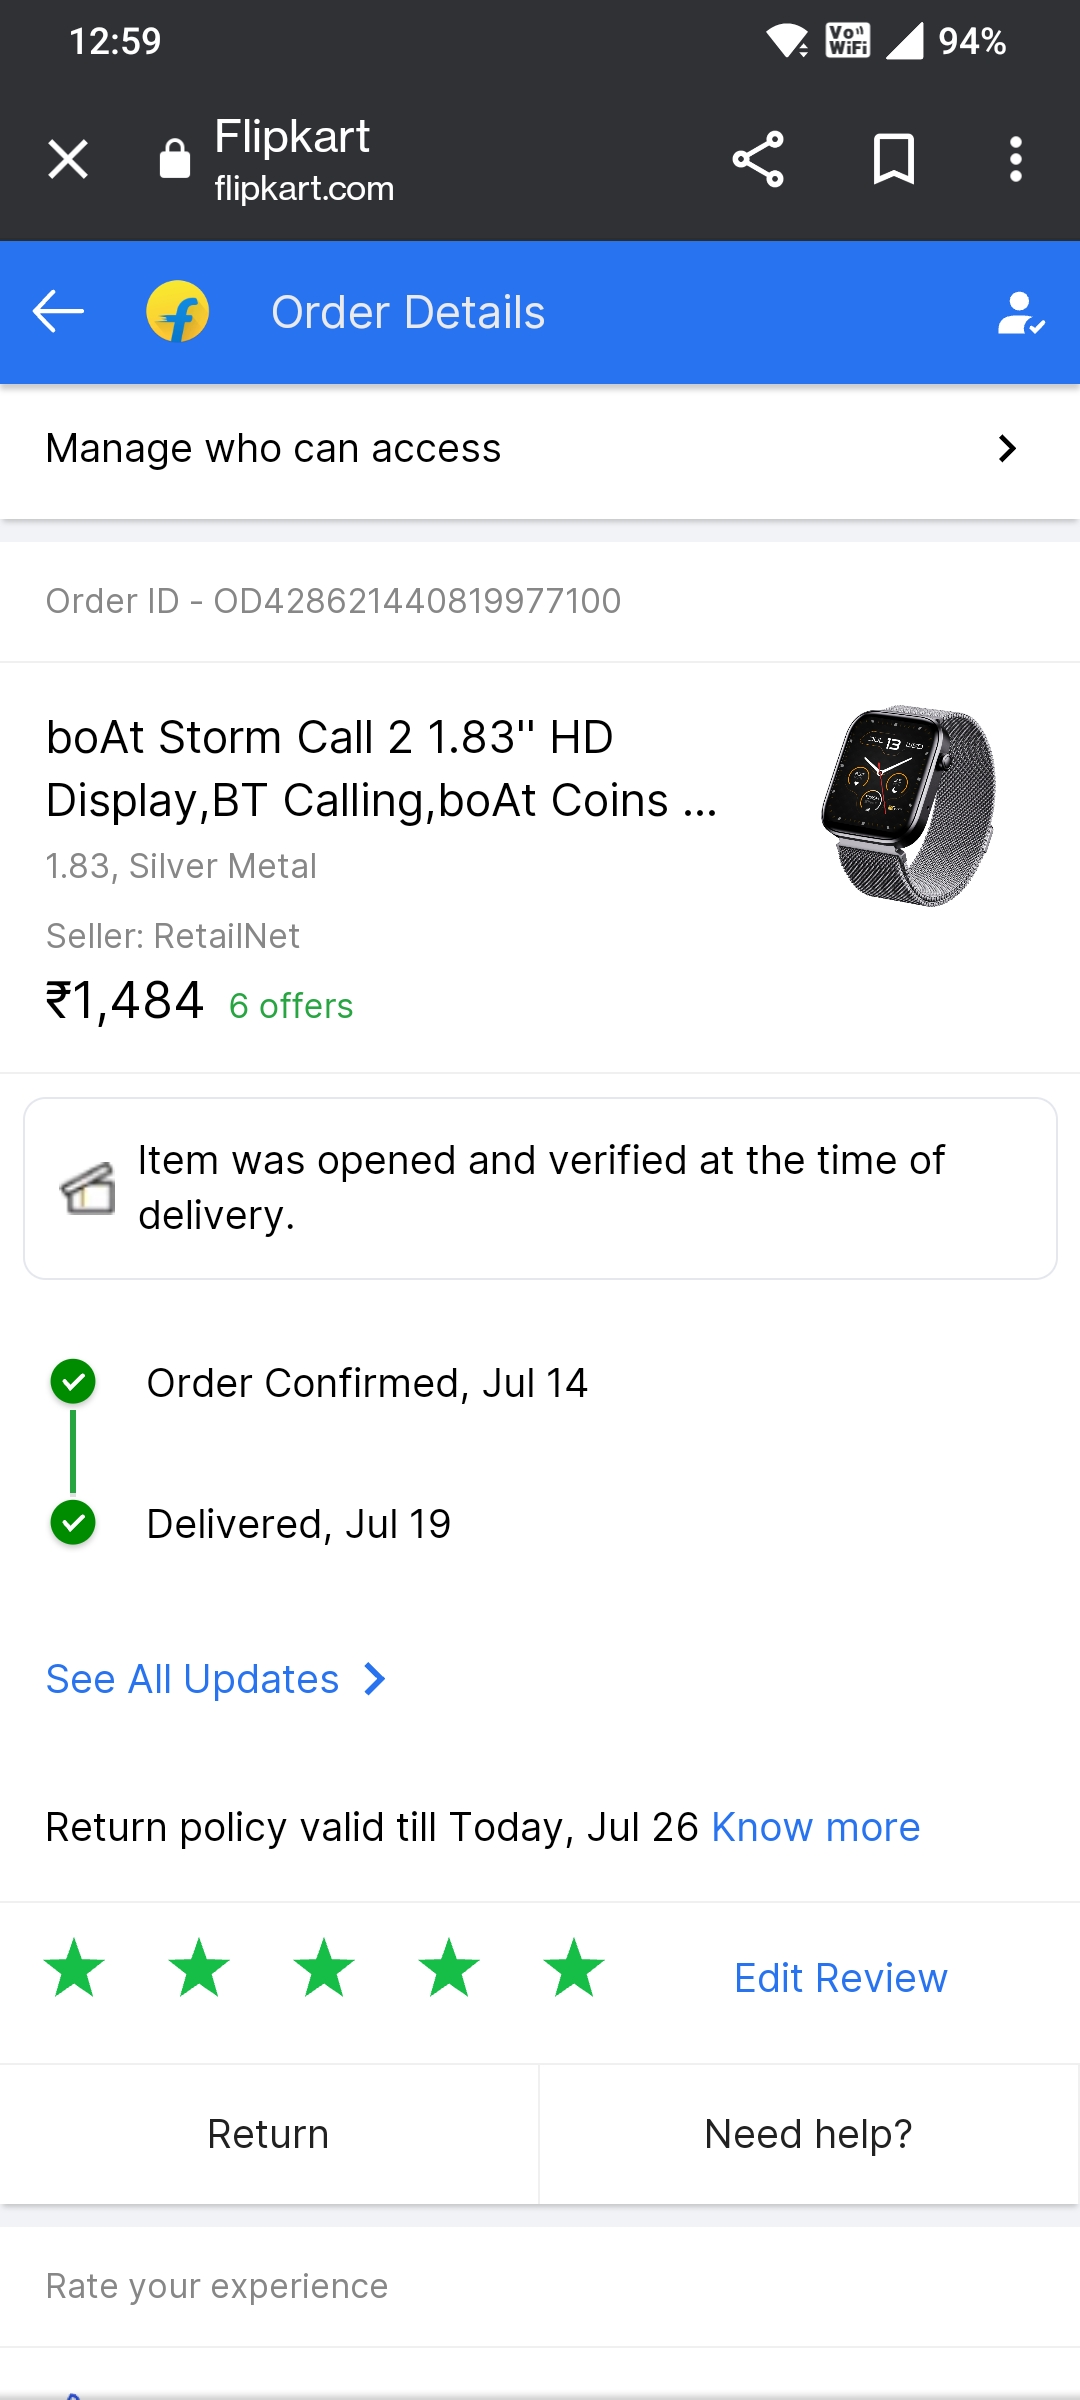 12:59
Vo
WiFi
94%
Flipkart
flipkart.com
Order Details
Manage who can access
Order ID - OD428621440819977100
boAt Storm Call 2 1.83" HD
Display,BT Calling,boAt Coins ...
1.83, Silver Metal
Seller: RetailNet
₹1,484 6 offers
JUL 13 WED
Item was opened and verified at the time of
delivery.
Order Confirmed, Jul 14
Delivered, Jul 19
See All Updates
Return policy valid till Today, Jul 26 Know more
Edit Review
Return
Need help?
Rate your experience